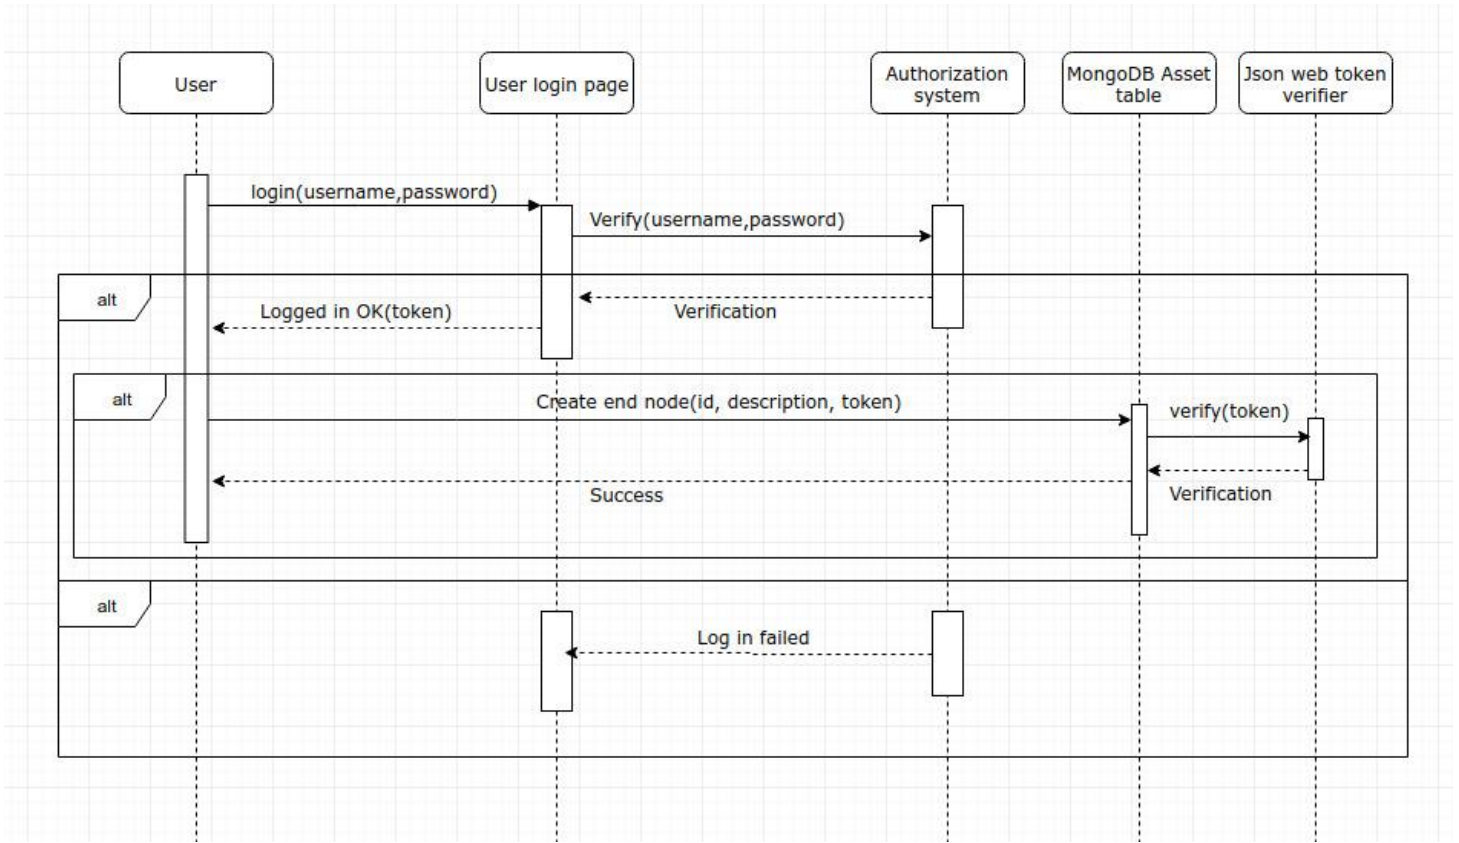 User
User login page
Authorization
system
MongoDB Asset
table
Json web token
verifier
login(username,password)
Verify(username,password)
alt
Logged in OK(token)
Verification
alt
Create end node(id, description, token)
verify(token)
Success
Verification
alt
Log in failed